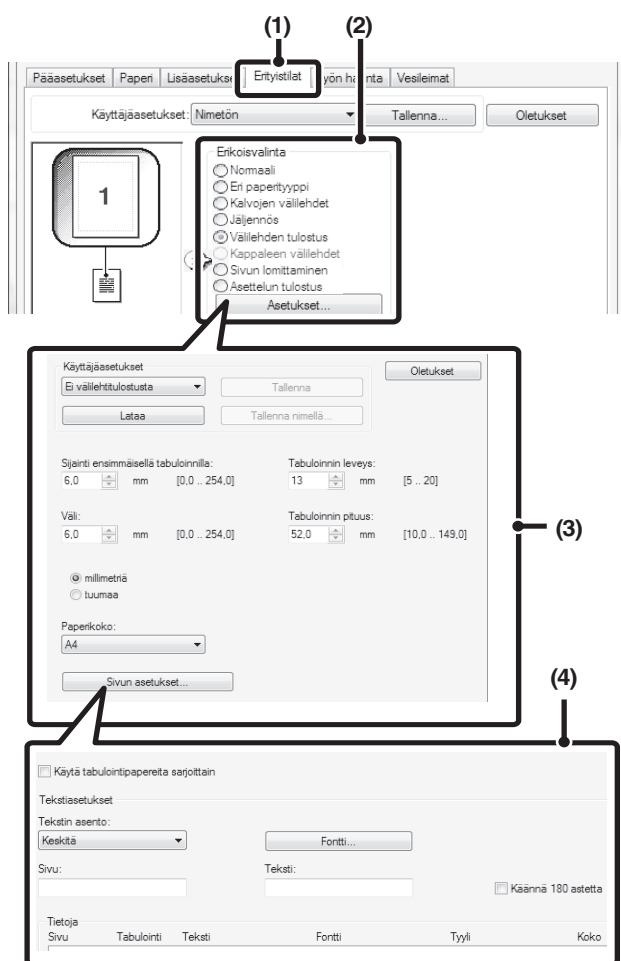 (1) (2)
Pääasetukset Paperi Lisäasetukse Erityistilat yön ha nta Vesileimat
Käyttäjäasetukset: Nimetön Tallenna... Oletukset
1
Erikoisvalinta
Normaali
Eri paperityyppi
Kalvojen välilehdet
Jäljennös
Välilehden tulostus
Kappaleen välilehdet
Sivun lomittaminen
Asettelun tulostus
Asetukset...
Käyttäjäasetukset
Oletukset
Ei välilehtitulostusta Tallenna
Lataa Tallenna nimellä...
Sijainti ensimmäisellä tabuloinnilla: Tabuloinnin leveys:
6,0 mm [0,0 .. 254,0] 13 mm [5 .. 20]
Väli: Tabuloinnin pituus:
6,0 mm [0,0 .. 254,0] 52,0 mm [10,0 .. 149,0]
(3)
millimetriä
tuumaa
Paperikoko:
A4
Sivun asetukset...
(4)
Käytä tabulointipapereita sarjoittain
Tekstiasetukset
Tekstin asento:
Keskitä Fontti...
Sivu: Teksti:
Käännä 180 astetta
Tietoja
Sivu Tabulointi Teksti Fontti Tyyli Koko